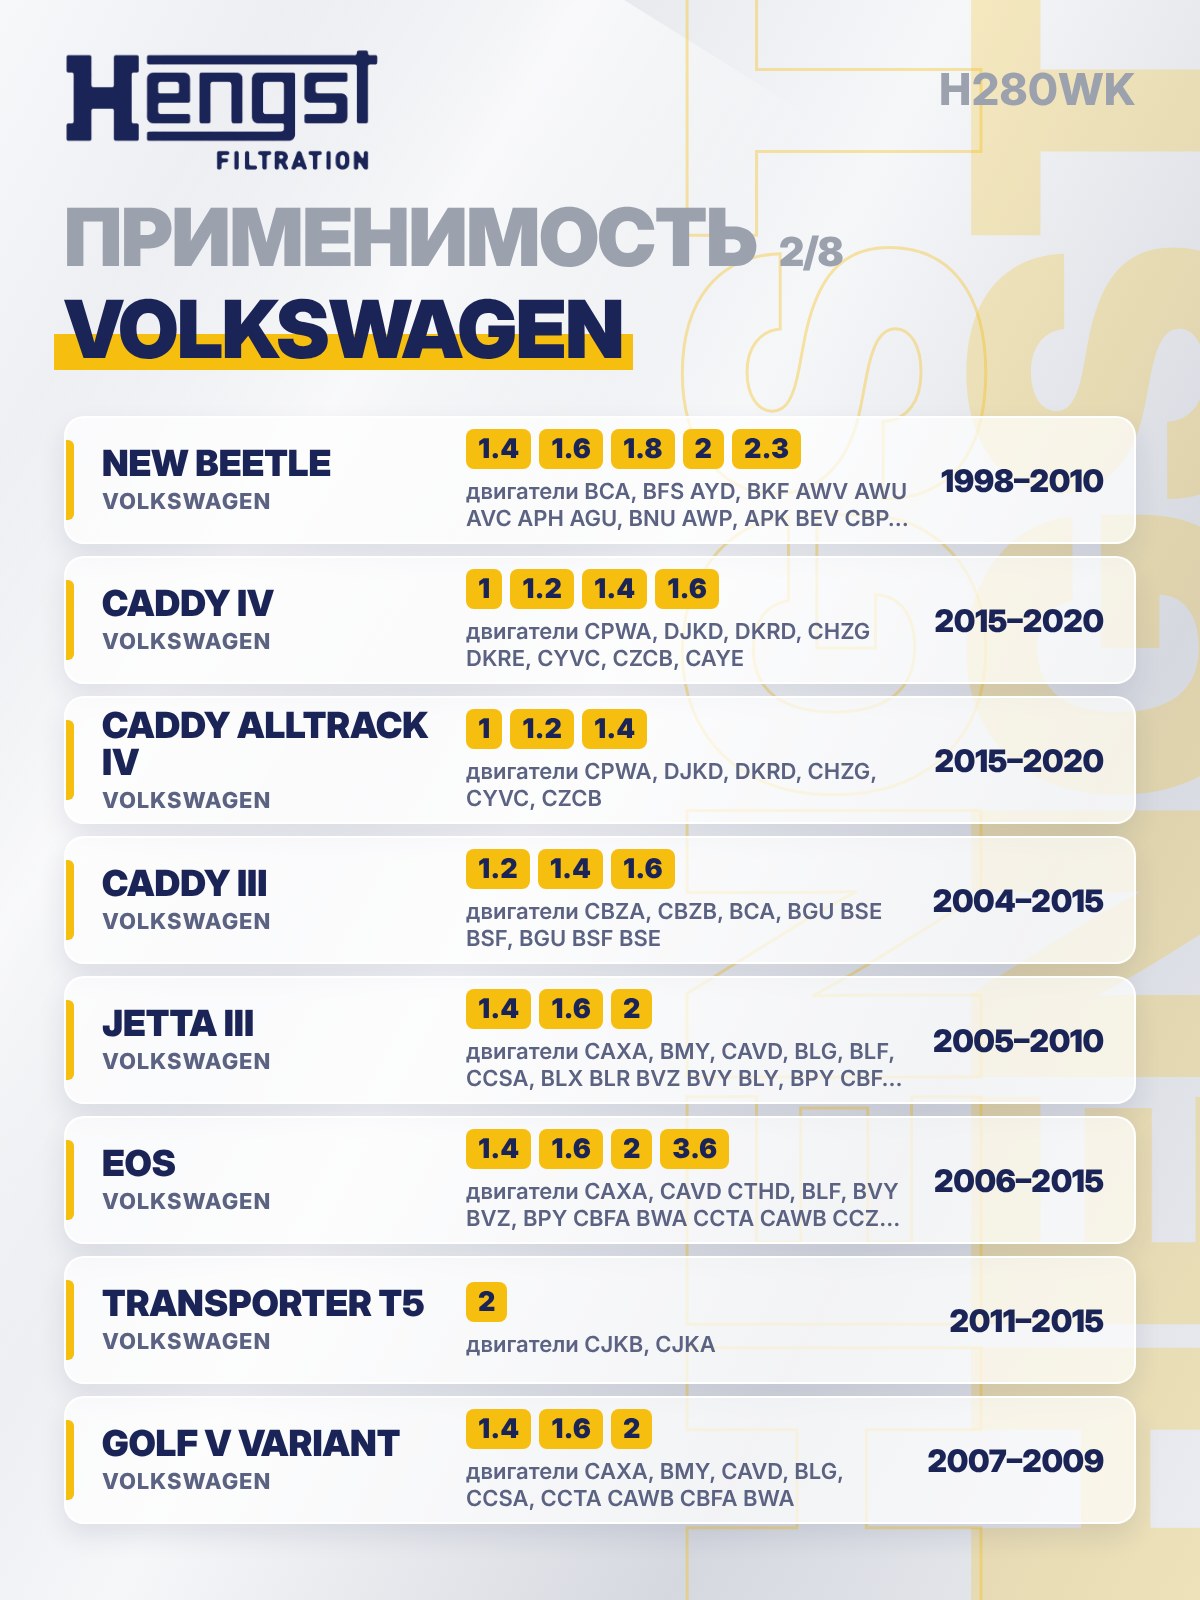 Hengst
FILTRATION
H280WK
ПРИМЕНИМОСТЬ 2/8
VOLKSWAGEN
NEW BEETLE
VOLKSWAGEN
1.4 1.6 1.8 2 2.3
двигатели BCA, BFS AYD, BKF AWV AWU
AVC APH AGU, BNU AWP, APK BEV CBP...
1998–2010
CADDY IV
VOLKSWAGEN
1 1.2 1.4 1.6
двигатели CPWA, DJKD, DKRD, CHZG
DKRE, CYVC, CZCB, CAYE
2015–2020
CADDY ALLTRACK
IV
VOLKSWAGEN
1 1.2 1.4
двигатели CPWA, DJKD, DKRD, CHZG,
CYVC, CZCB
2015–2020
CADDY III
VOLKSWAGEN
1.2 1.4 1.6
двигатели CBZA, CBZB, BCA, BGU BSE
BSF, BGU BSF BSE
2004–2015
JETTA III
VOLKSWAGEN
1.4 1.6 2
двигатели CAXA, BMY, CAVD, BLG, BLF,
CCSA, BLX BLR BVZ BVY BLY, BPY CBF...
2005–2010
EOS
VOLKSWAGEN
1.4 1.6 2 3.6
двигатели CAXA, CAVD CTHD, BLF, BVY
BVZ, BPY CBFA BWA CCTA CAWB CCZ...
2006–2015
TRANSPORTER T5
VOLKSWAGEN
2
двигатели CJKB, CJKA
2011–2015
GOLF V VARIANT
VOLKSWAGEN
1.4 1.6 2
двигатели CAXA, BMY, CAVD, BLG,
CCSA, CCTA CAWB CBFA BWA
2007–2009